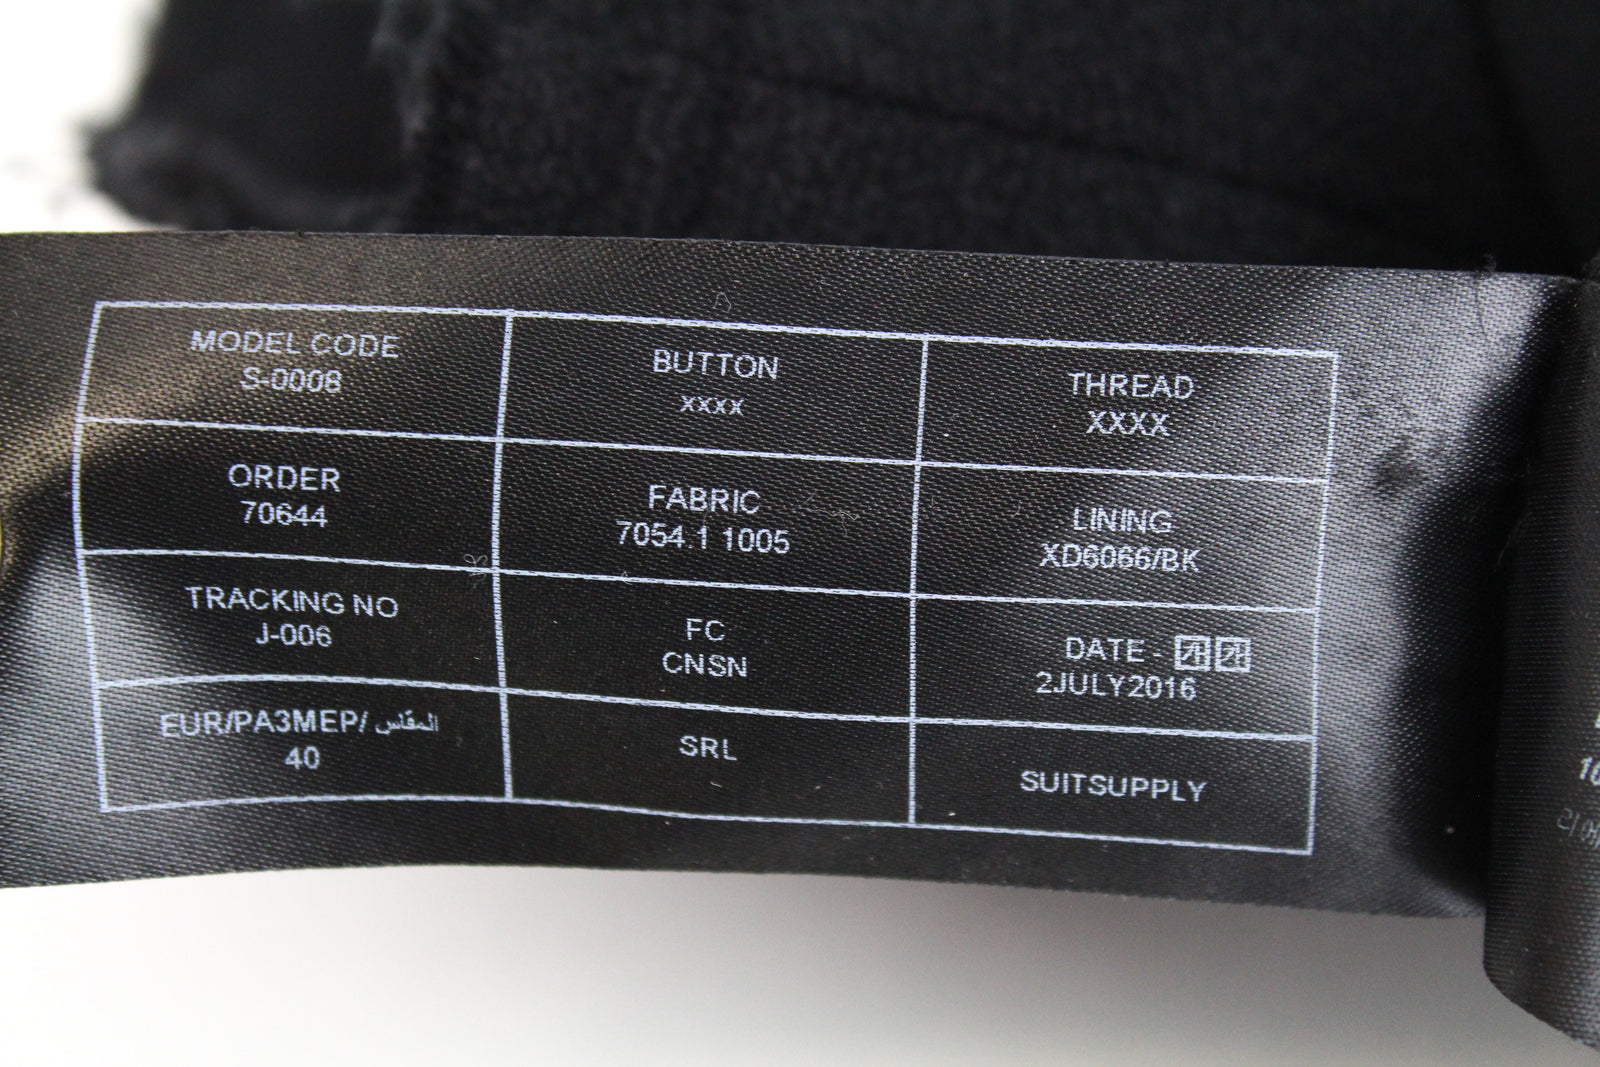 MODEL CODE
S-0008
BUTTON
XXXX
THREAD
XXXX
ORDER
70644
FABRIC
7054.1 1005
LINING
XD6066/BK
TRACKING NO
J-006
FC
CNSN
DATE -
2JULY2016
EUR/PA3MEP/ المقاس
40
SRL
SUITSUPPLY